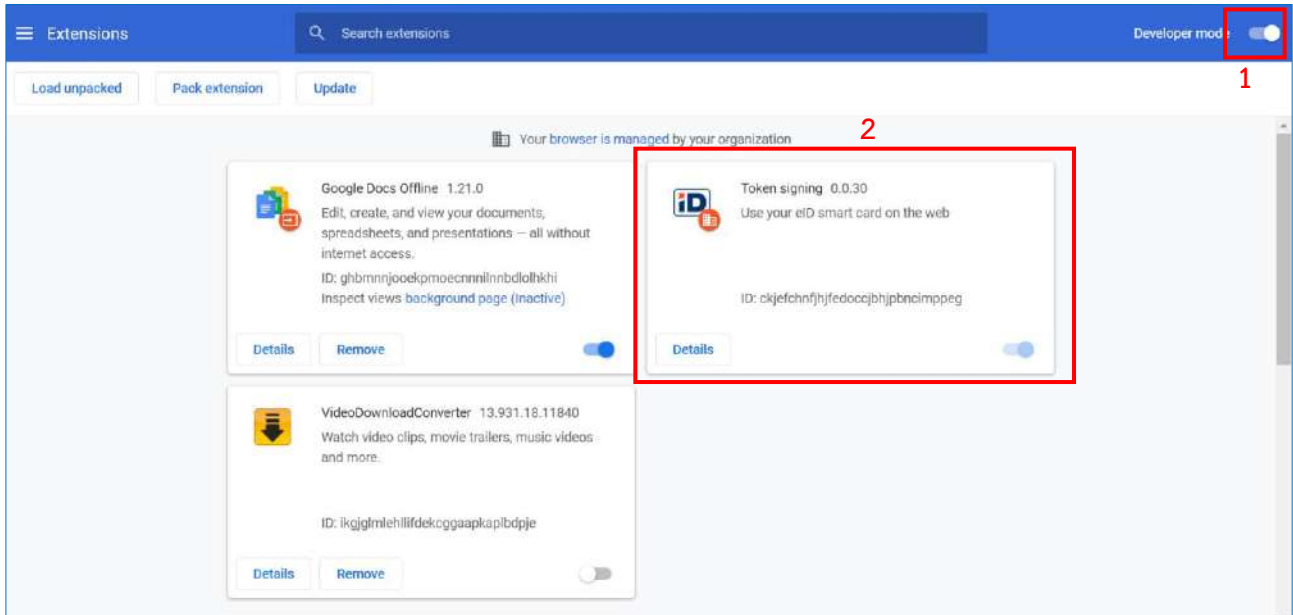 Extensions
Search extensions
Developer mode
1
Load unpacked
Pack extension
Update
Your browser is managed by your organization
2
Google Docs Offline 1.21.0
Edit, create, and view your documents,
spreadsheets, and presentations — all without
internet access.
ID: ghbmnnjooekpmoecnnnilnnbdlolhkhi
Inspect views background page (Inactive)
Details
Remove
iD
Token signing 0.0.30
Use your eID smart card on the web
ID: ckjefchnfjhjfedoccjbhjpbncimppeg
Details
VideoDownloadConverter 13.931.18.11840
Watch video clips, movie trailers, music videos
and more.
ID: ikgjglmlehllifdekcggaapkaplbdpje
Details
Remove